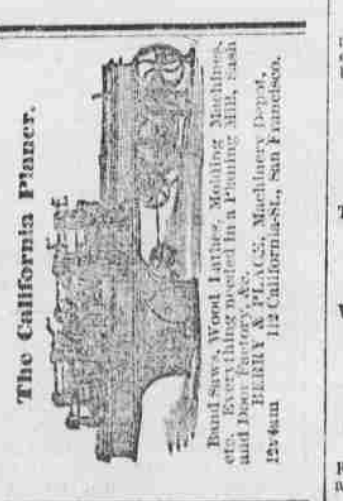 The California Planer.
Band Saws, Wood Lathes, Molding Machines,
etc. Everything needed in a Planing Mill, Sash
and Door Factory, &c.
BERRY & PLACE, Machinery Depot,
112 California-St., San Francisco.